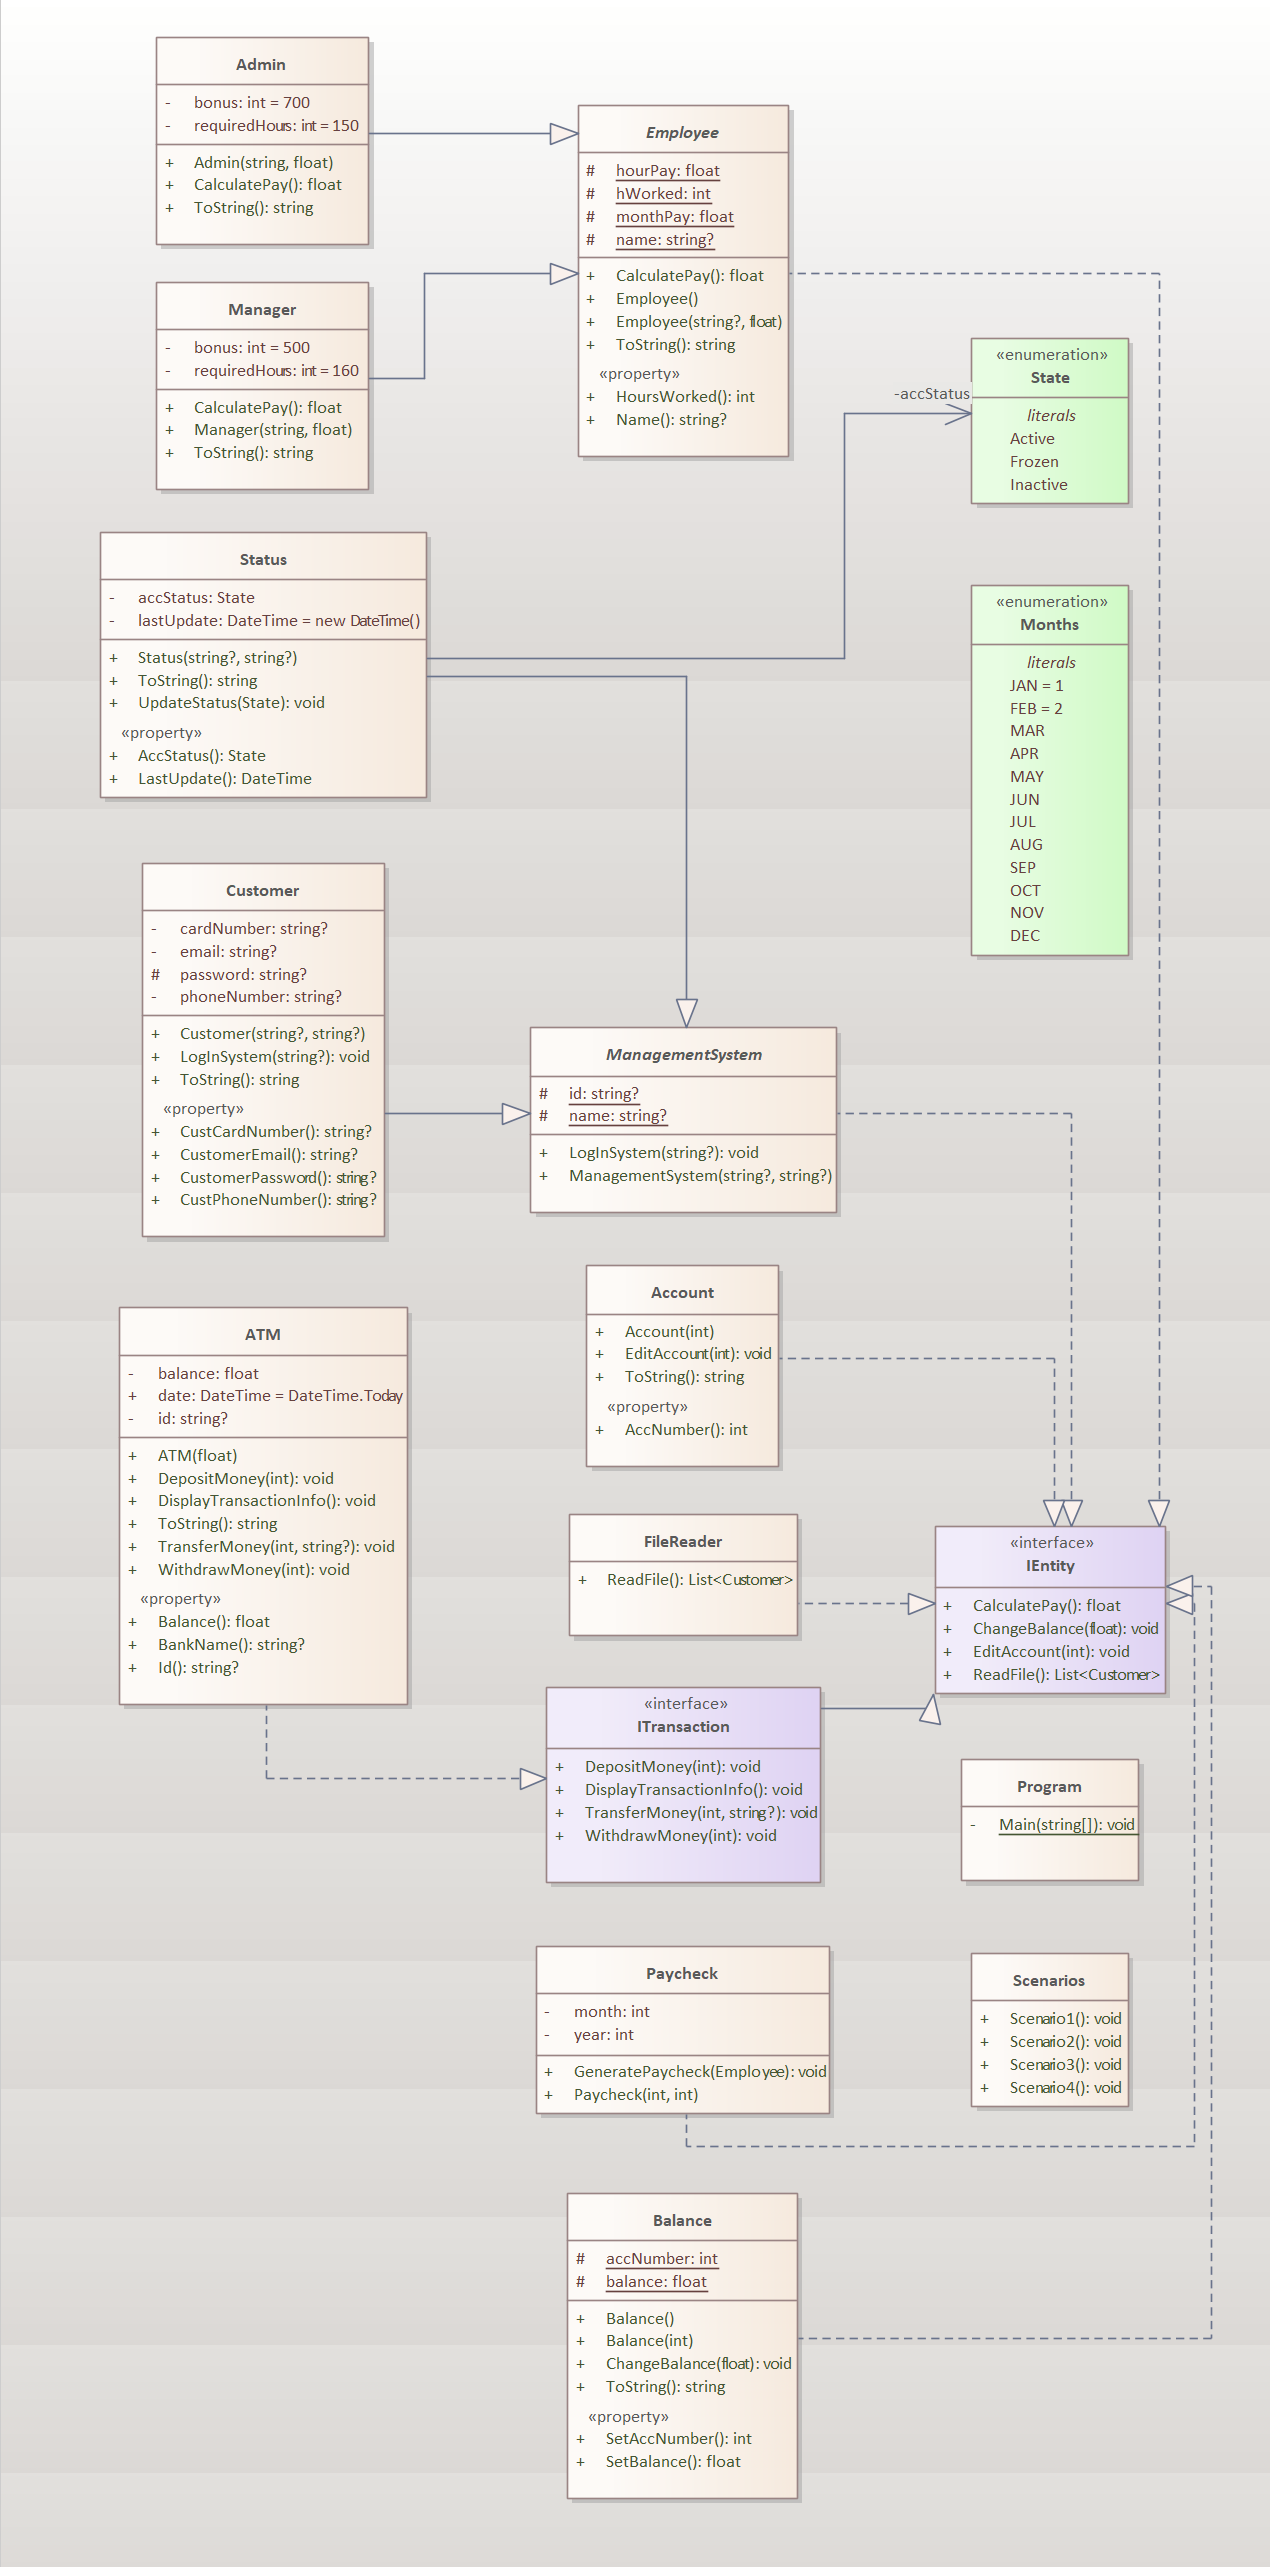 Admin
- bonus: int = 700
- requiredHours: int = 150
+ Admin(string, float)
+ CalculatePay(): float
+ ToString(): string
Employee
# hourPay: float
# hWorked: int
# monthPay: float
# name: string?
+ CalculatePay(): float
+ Employee()
+ Employee(string?, float)
+ ToString(): string
«property»
+ HoursWorked(): int
+ Name(): string?
Manager
- bonus: int = 500
- requiredHours: int = 160
+ CalculatePay(): float
+ Manager(string, float)
+ ToString(): string
«enumeration»
State
literals
Active
Frozen
Inactive
-accStatus
Status
- accStatus: State
- lastUpdate: DateTime = new DateTime()
+ Status(string?, string?)
+ ToString(): string
+ UpdateStatus(State): void
«property»
+ AccStatus(): State
+ LastUpdate(): DateTime
«enumeration»
Months
literals
JAN = 1
FEB = 2
MAR
APR
MAY
JUN
JUL
AUG
SEP
OCT
NOV
DEC
Customer
- cardNumber: string?
- email: string?
# password: string?
- phoneNumber: string?
+ Customer(string?, string?)
+ LogInSystem(string?): void
+ ToString(): string
«property»
+ CustCardNumber(): string?
+ CustomerEmail(): string?
+ CustomerPassword(): string?
+ CustPhoneNumber(): string?
ManagementSystem
# id: string?
# name: string?
+ LogInSystem(string?): void
+ ManagementSystem(string?, string?)
Account
+ Account(int)
+ EditAccount(int): void
+ ToString(): string
«property»
+ AccNumber(): int
ATM
- balance: float
+ date: DateTime = DateTime.Today
- id: string?
+ ATM(float)
+ DepositMoney(int): void
+ DisplayTransactionInfo(): void
+ ToString(): string
+ TransferMoney(int, string?): void
+ WithdrawMoney(int): void
«property»
+ Balance(): float
+ BankName(): string?
+ Id(): string?
FileReader
+ ReadFile(): List<Customer>
«interface»
IEntity
+ CalculatePay(): float
+ ChangeBalance(float): void
+ EditAccount(int): void
+ ReadFile(): List<Customer>
«interface»
ITransaction
+ DepositMoney(int): void
+ DisplayTransactionInfo(): void
+ TransferMoney(int, string?): void
+ WithdrawMoney(int): void
Program
- Main(string[]): void
Paycheck
- month: int
- year: int
+ GeneratePaycheck(Employee): void
+ Paycheck(int, int)
Scenarios
+ Scenario1(): void
+ Scenario2(): void
+ Scenario3(): void
+ Scenario4(): void
Balance
# accNumber: int
# balance: float
+ Balance()
+ Balance(int)
+ ChangeBalance(float): void
+ ToString(): string
«property»
+ SetAccNumber(): int
+ SetBalance(): float